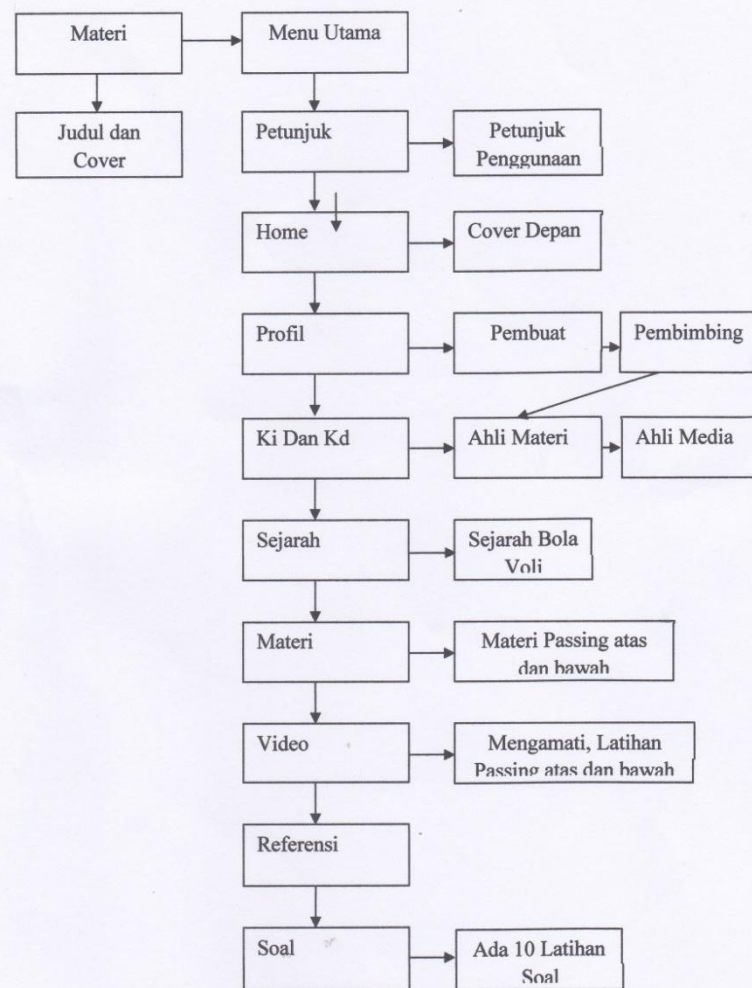 Materi
Menu Utama
Judul dan
Cover
Petunjuk
Petunjuk
Penggunaan
Home
Cover Depan
Profil
Pembuat
Pembimbing
Ki Dan Kd
Ahli Materi
Ahli Media
Sejarah
Sejarah Bola
Voli
Materi
Materi Passing atas
dan bawah
Video
Mengamati, Latihan
Passing atas dan bawah
Referensi
Soal
Ada 10 Latihan
Soal